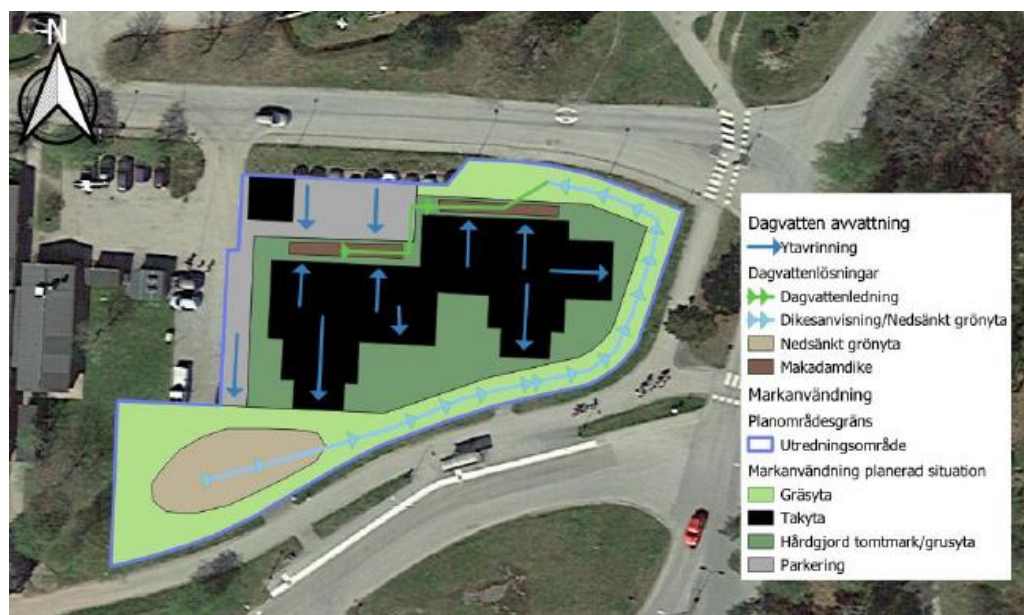 N
Dagvatten avvattning
Ytavrinning
Dagvattenlösningar
Dagvattenledning
Dikesanvisning/Nedsänkt grönyta
Nedsänkt grönyta
Makadamdike
Markanvändning
Planområdesgräns
Utredningsområde
Markanvändning planerad situation
Gräsyta
Takyta
Hårdgjord tomtmark/grusyta
Parkering